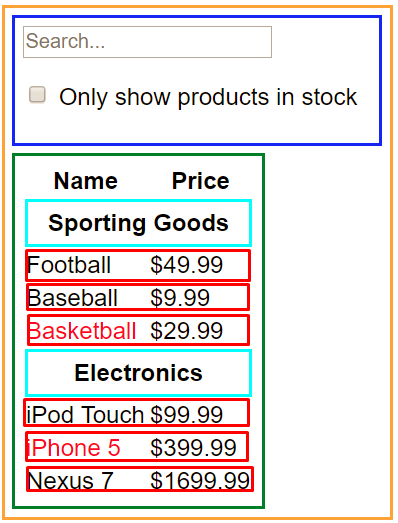 Search...
Only show products in stock
Name Price
Sporting Goods
Football $49.99
Baseball $9.99
Basketball $29.99
Electronics
iPod Touch $99.99
iPhone 5 $399.99
Nexus 7 $1699.99